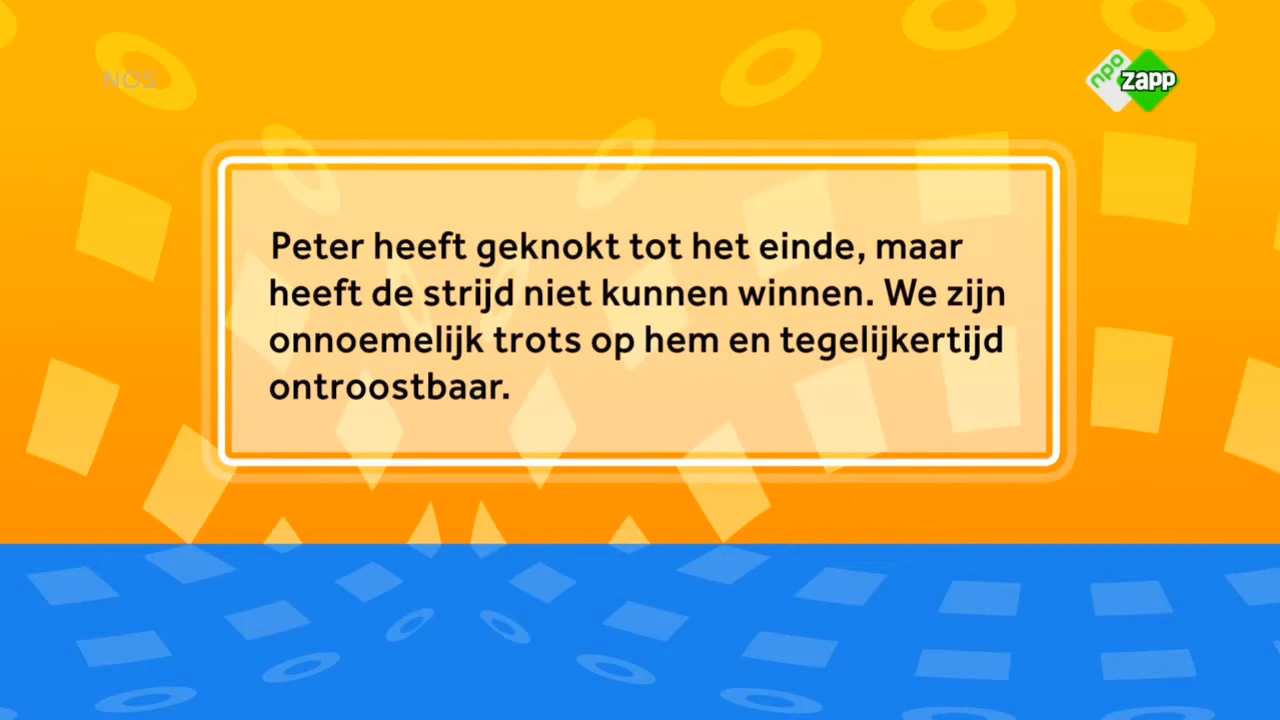 NOS
npo
zapp
Peter heeft geknokt tot het einde, maar
heeft de strijd niet kunnen winnen. We zijn
onnoemelijk trots op hem en tegelijkertijd
ontroostbaar.